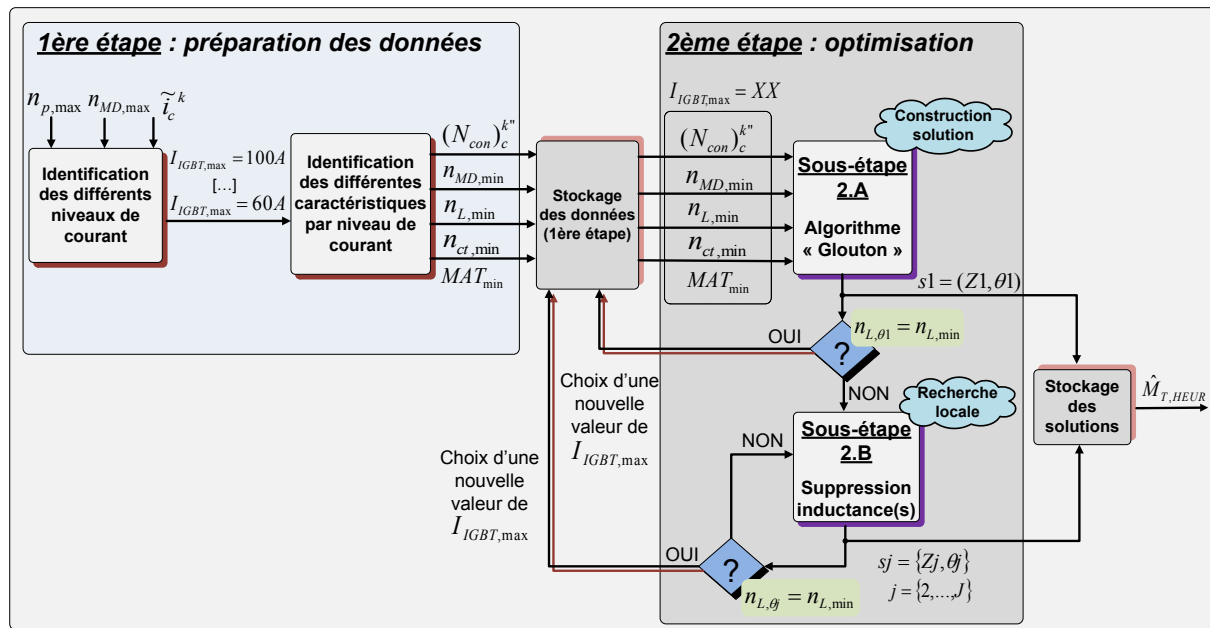 1ère étape : préparation des données
n_{p,max} n_{MD,max} \widetilde{i}_c^k
Identification
des différents
niveaux de
courant
I_{IGBT,max} = 100A
[...]
I_{IGBT,max} = 60A
Identification
des différentes
caractéristiques
par niveau de
courant
(N_{con})_c^{k"}
n_{MD,min}
n_{L,min}
n_{ct,min}
MAT_{min}
Stockage
des données
(1ère étape)
2ème étape : optimisation
I_{IGBT,max} = XX
(N_{con})_c^{k"}
n_{MD,min}
n_{L,min}
n_{ct,min}
MAT_{min}
Construction
solution
Sous-étape
2.A
Algorithme
« Glouton »
s1 = (Z1, θ1)
OUI
?
n_{L,θ1} = n_{L,min}
NON
Choix d’une
nouvelle
valeur de
I_{IGBT,max}
Recherche
locale
Sous-étape
2.B
Suppression
inductance(s)
NON
Choix d’une
nouvelle
valeur de
I_{IGBT,max}
OUI
?
n_{L,θj} = n_{L,min}
sj = {Zj, θj}
j = {2,...,J}
Stockage
des
solutions
\hat{M}_{T,HEUR}